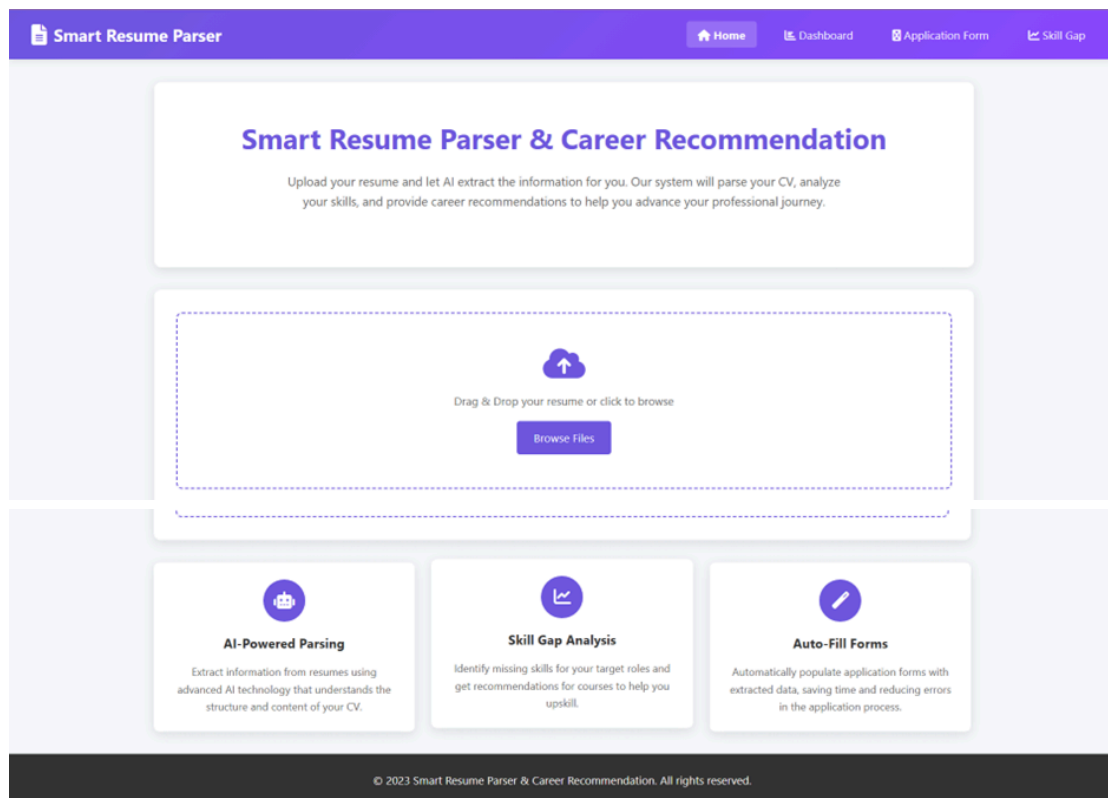 Smart Resume Parser
Home
Dashboard
Application Form
Skill Gap
Smart Resume Parser & Career Recommendation
Upload your resume and let AI extract the information for you. Our system will parse your CV, analyze
your skills, and provide career recommendations to help you advance your professional journey.
Drag & Drop your resume or click to browse
Browse Files
AI-Powered Parsing
Extract information from resumes using
advanced AI technology that understands the
structure and content of your CV.
Skill Gap Analysis
Identify missing skills for your target roles and
get recommendations for courses to help you
upskill.
Auto-Fill Forms
Automatically populate application forms with
extracted data, saving time and reducing errors
in the application process.
© 2023 Smart Resume Parser & Career Recommendation. All rights reserved.